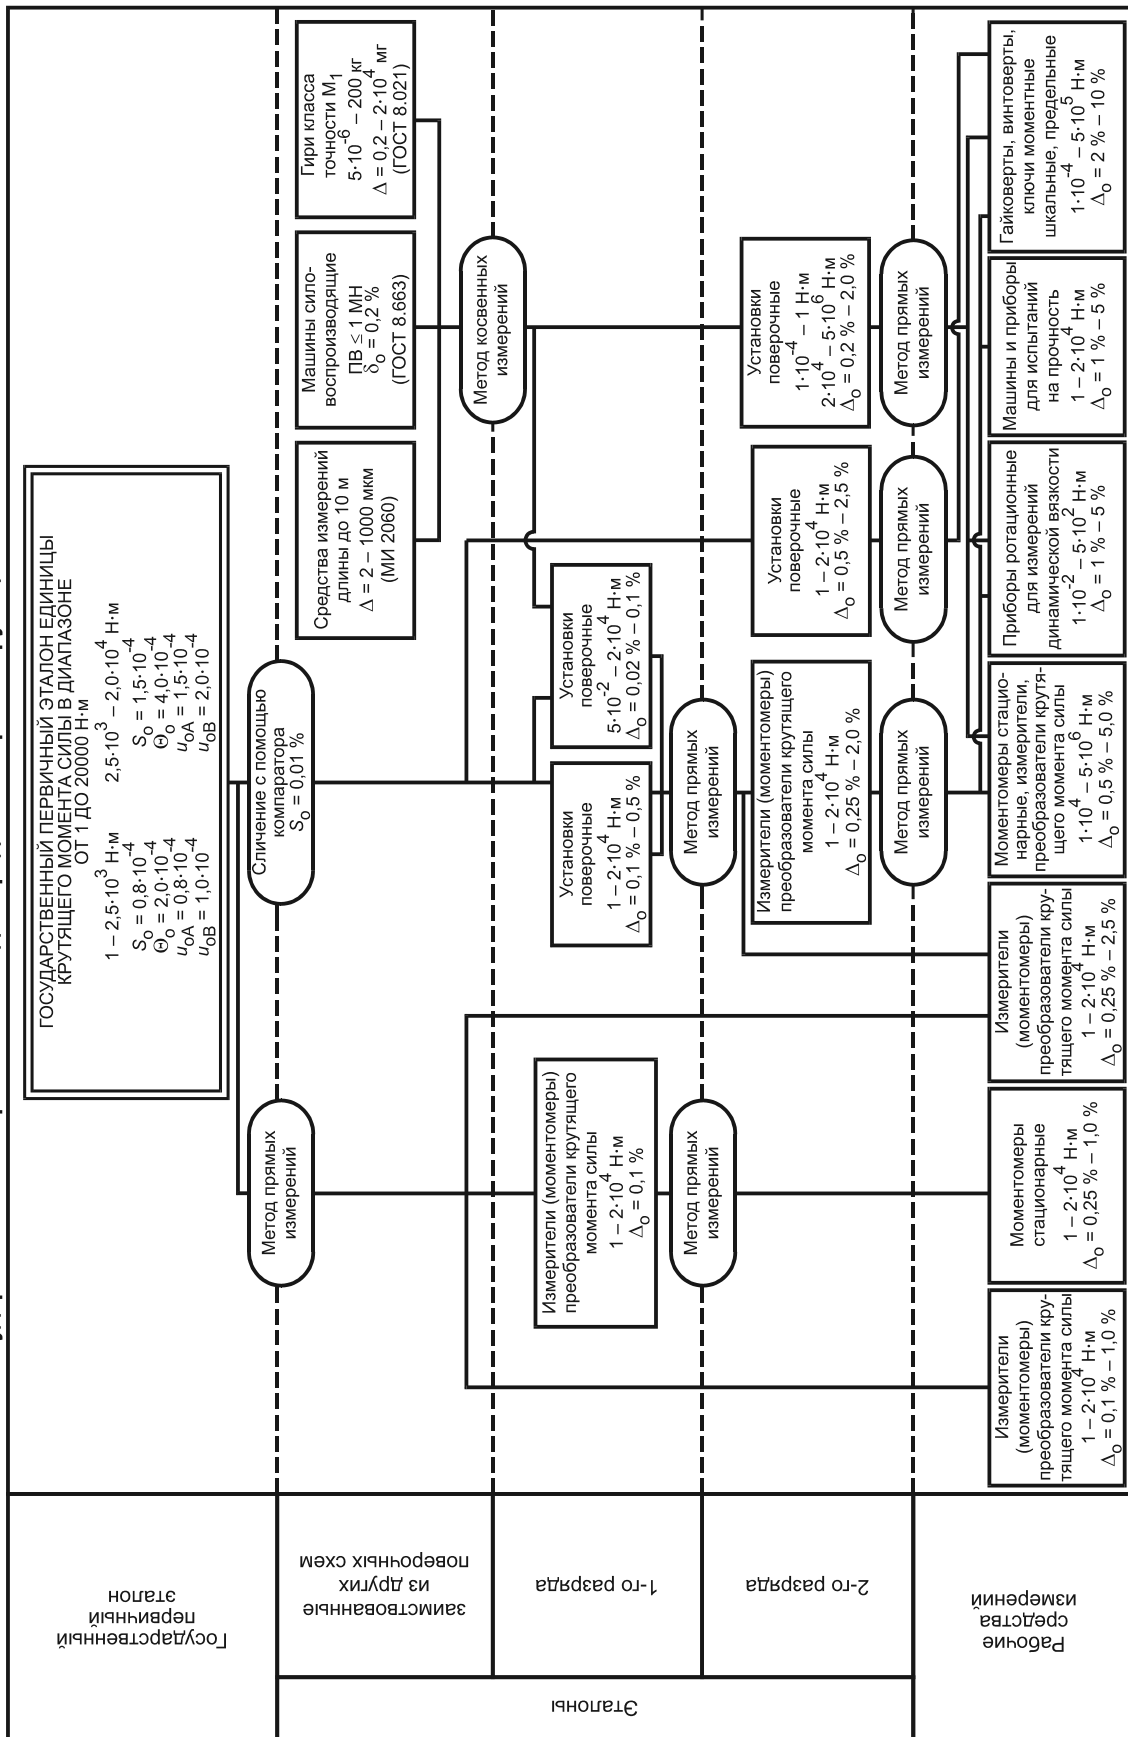 ГОСУДАРСТВЕННЫЙ ПЕРВИЧНЫЙ ЭТАЛОН ЕДИНИЦЫ
КРУТЯЩЕГО МОМЕНТА СИЛЫ В ДИАПАЗОНЕ
ОТ 1 ДО 20000 Н·м
1 – 2,5·10³ Н·м
S₀ = 0,8·10⁻⁴
Θ₀ = 2,0·10⁻⁴
u₀A = 0,8·10⁻⁴
u₀B = 1,0·10⁻⁴
2,5·10³ – 2,0·10⁴ Н·м
S₀ = 1,5·10⁻⁴
Θ₀ = 4,0·10⁻⁴
u₀A = 1,5·10⁻⁴
u₀B = 2,0·10⁻⁴
Государственный
первичный
эталон
Метод прямых
измерений
Сличение с помощью
компаратора
S₀ = 0,01 %
Эталоны
заимствованные
из других
поверочных схем
Средства измерений
длины до 10 м
Δ = 2 – 1000 мкм
(МИ 2060)
Машины сило-
воспроизводящие
ПВ ≤ 1 МН
δ₀ = 0,2 %
(ГОСТ 8.663)
Гири класса
точности М₁
5·10⁻⁶ – 200 кг
Δ = 0,2 – 2·10⁴ мг
(ГОСТ 8.021)
Метод косвенных
измерений
1-го разряда
Измерители (моментомеры)
преобразователи крутящего
момента силы
1 – 2·10⁴ Н·м
Δ₀ = 0,1 %
Установки
поверочные
1 – 2·10⁴ Н·м
Δ₀ = 0,1 % – 0,5 %
Установки
поверочные
5·10⁻² – 2·10⁴ Н·м
Δ₀ = 0,02 % – 0,1 %
Метод прямых
измерений
Метод прямых
измерений
2-го разряда
Измерители (моментомеры)
преобразователи крутящего
момента силы
1 – 2·10⁴ Н·м
Δ₀ = 0,25 % – 2,0 %
Установки
поверочные
1 – 2·10⁴ Н·м
Δ₀ = 0,5 % – 2,5 %
Установки
поверочные
1·10⁻⁴ – 1 Н·м
2·10⁴ – 5·10⁶ Н·м
Δ₀ = 0,2 % – 2,0 %
Метод прямых
измерений
Метод прямых
измерений
Метод прямых
измерений
Рабочие
средства
измерений
Измерители
(моментомеры)
преобразователи кру-
тящего момента силы
1 – 2·10⁴ Н·м
Δ₀ = 0,1 % – 1,0 %
Моментомеры
стационарные
1 – 2·10⁴ Н·м
Δ₀ = 0,25 % – 1,0 %
Измерители
(моментомеры)
преобразователи кру-
тящего момента силы
1 – 2·10⁴ Н·м
Δ₀ = 0,25 % – 2,5 %
Моментомеры стацио-
нарные, измерители,
преобразователи крутя-
щего момента силы
1·10⁻⁴ – 5·10⁶ Н·м
Δ₀ = 0,5 % – 5,0 %
Приборы ротационные
для измерений
динамической вязкости
1·10⁻² – 5·10² Н·м
Δ₀ = 1 % – 5 %
Машины и приборы
для испытаний
на прочность
1 – 2·10⁴ Н·м
Δ₀ = 1 % – 5 %
Гайковерты, винтоверты,
ключи моментные
шкальные, предельные
1·10⁻⁴ – 5·10⁵ Н·м
Δ₀ = 2 % – 10 %